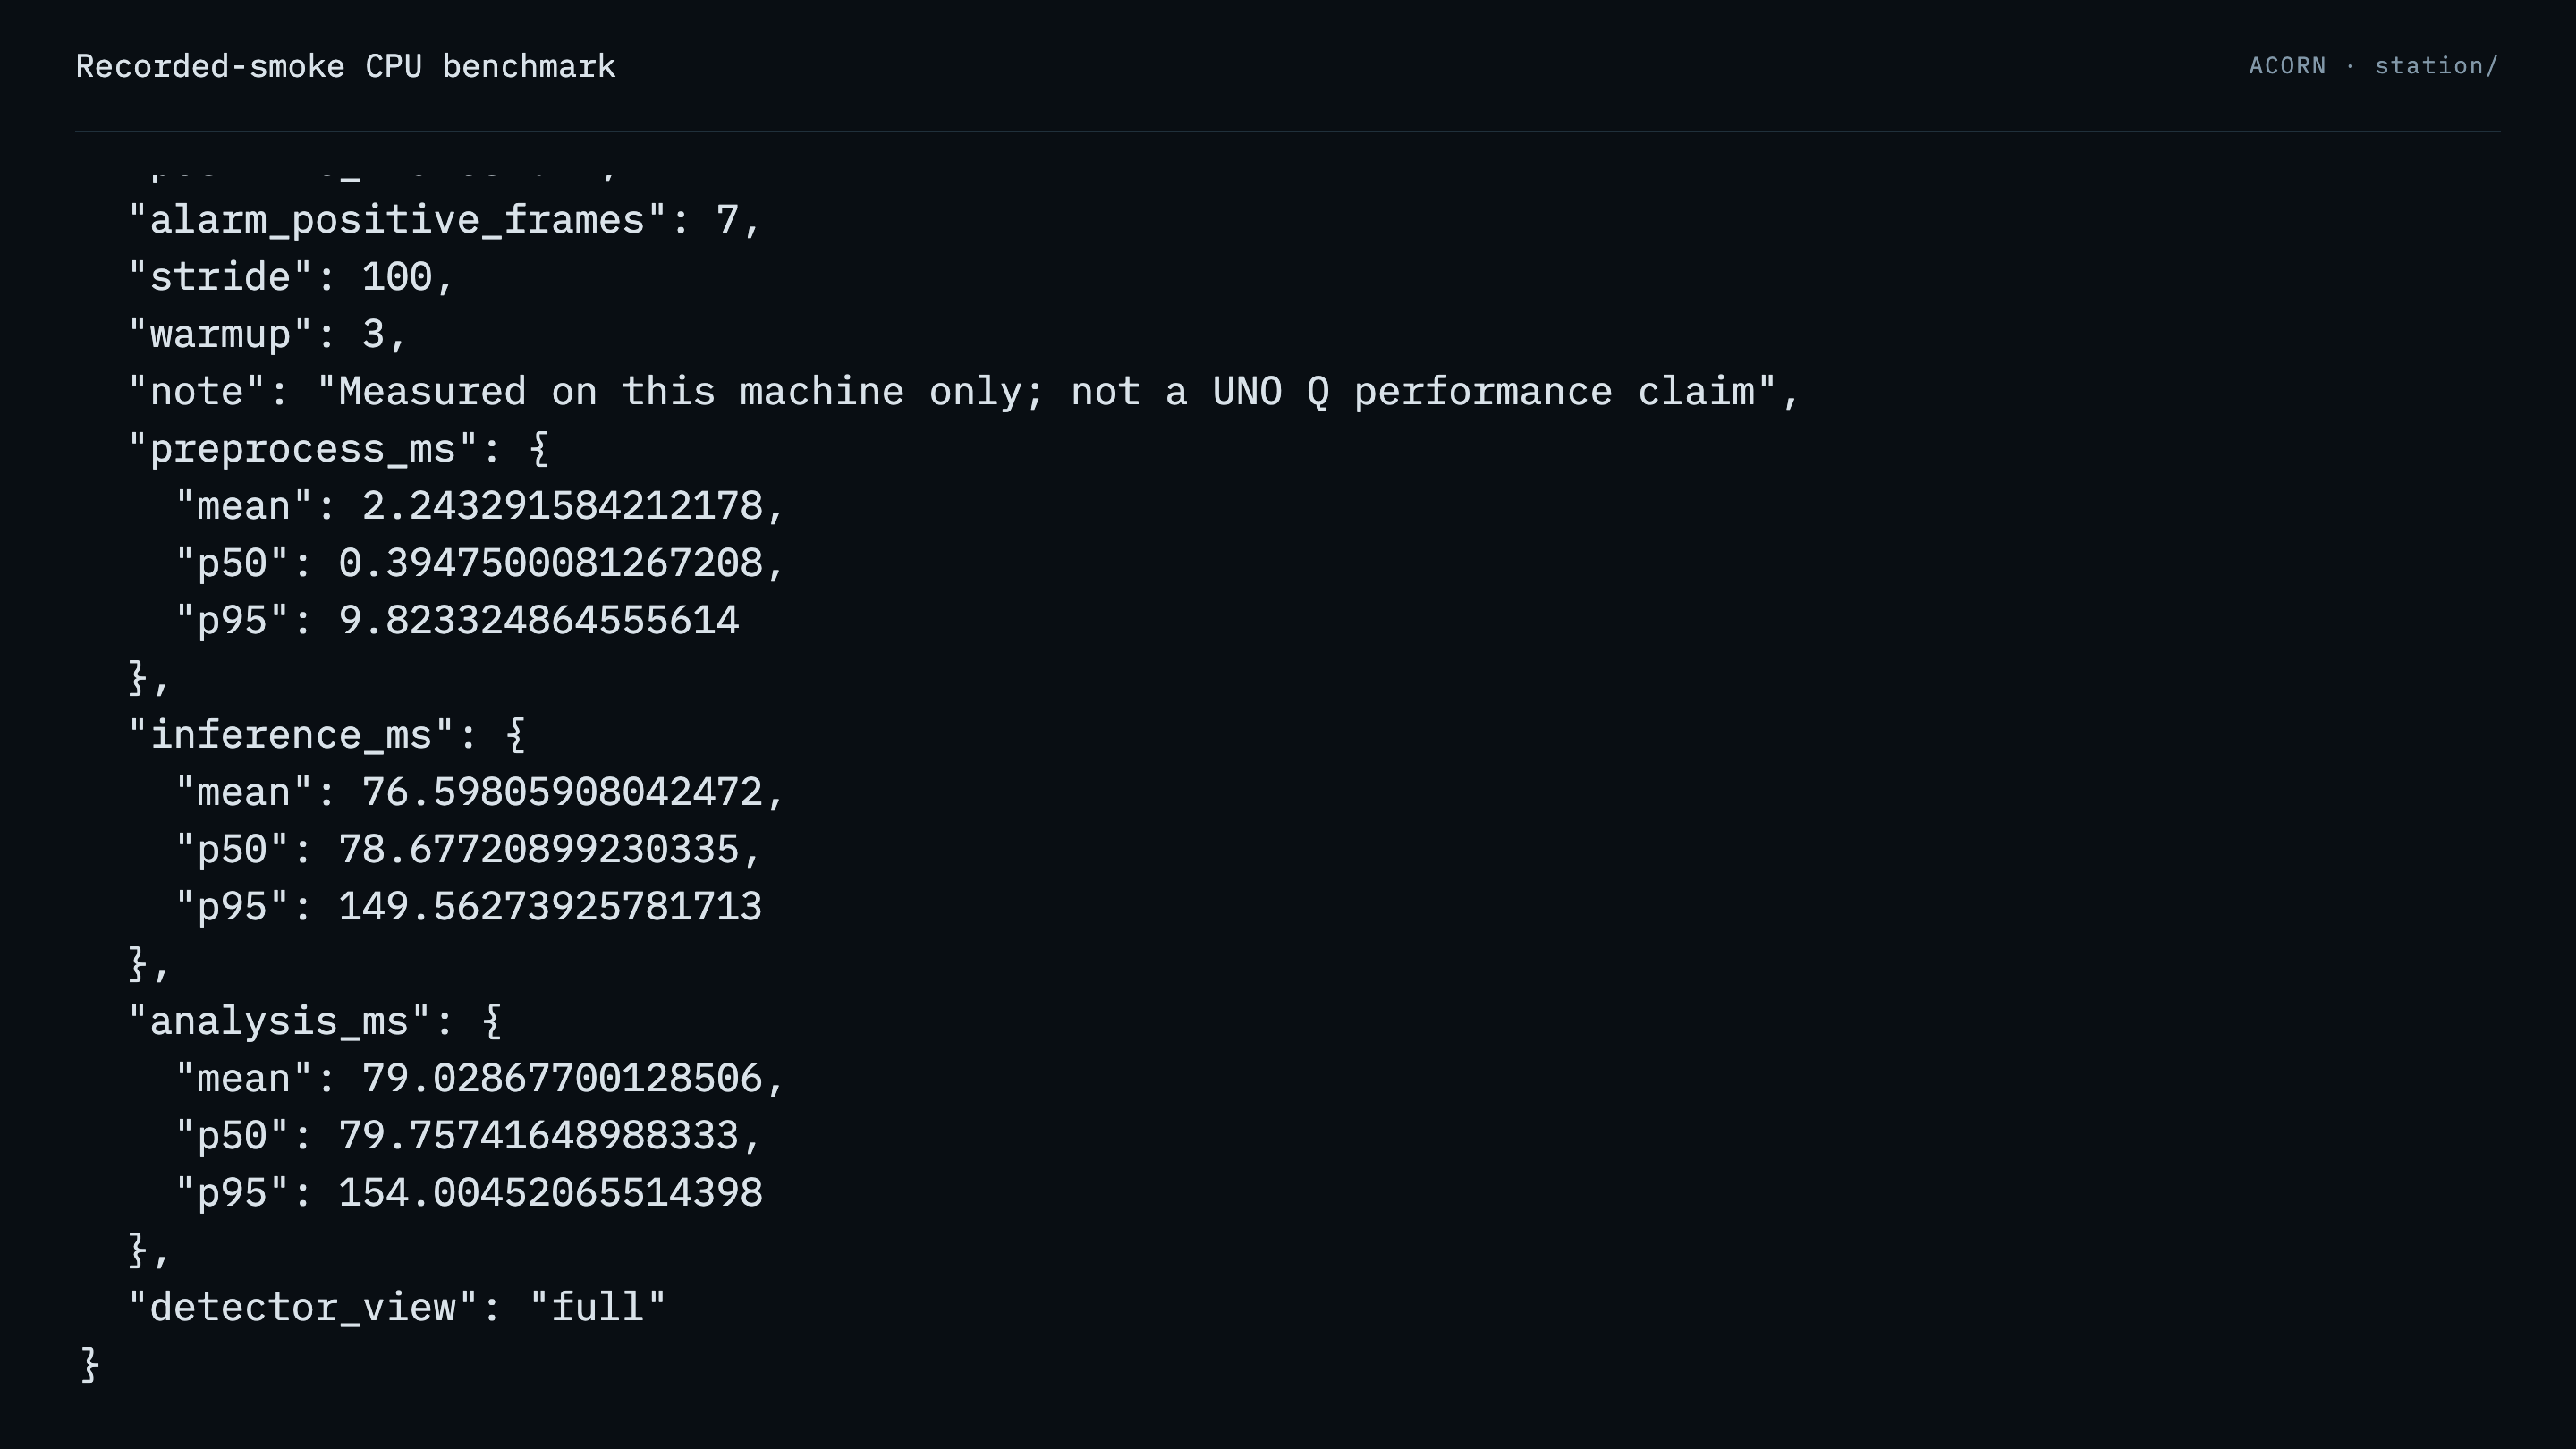 Recorded-smoke CPU benchmark
ACORN · station/
"alarm_positive_frames": 7,
"stride": 100,
"warmup": 3,
"note": "Measured on this machine only; not a UNO Q performance claim",
"preprocess_ms": {
"mean": 2.243291584212178,
"p50": 0.3947500081267208,
"p95": 9.823324864555614
},
"inference_ms": {
"mean": 76.59805908042472,
"p50": 78.67720899230335,
"p95": 149.56273925781713
},
"analysis_ms": {
"mean": 79.02867700128506,
"p50": 79.75741648988333,
"p95": 154.00452065514398
},
"detector_view": "full"
}